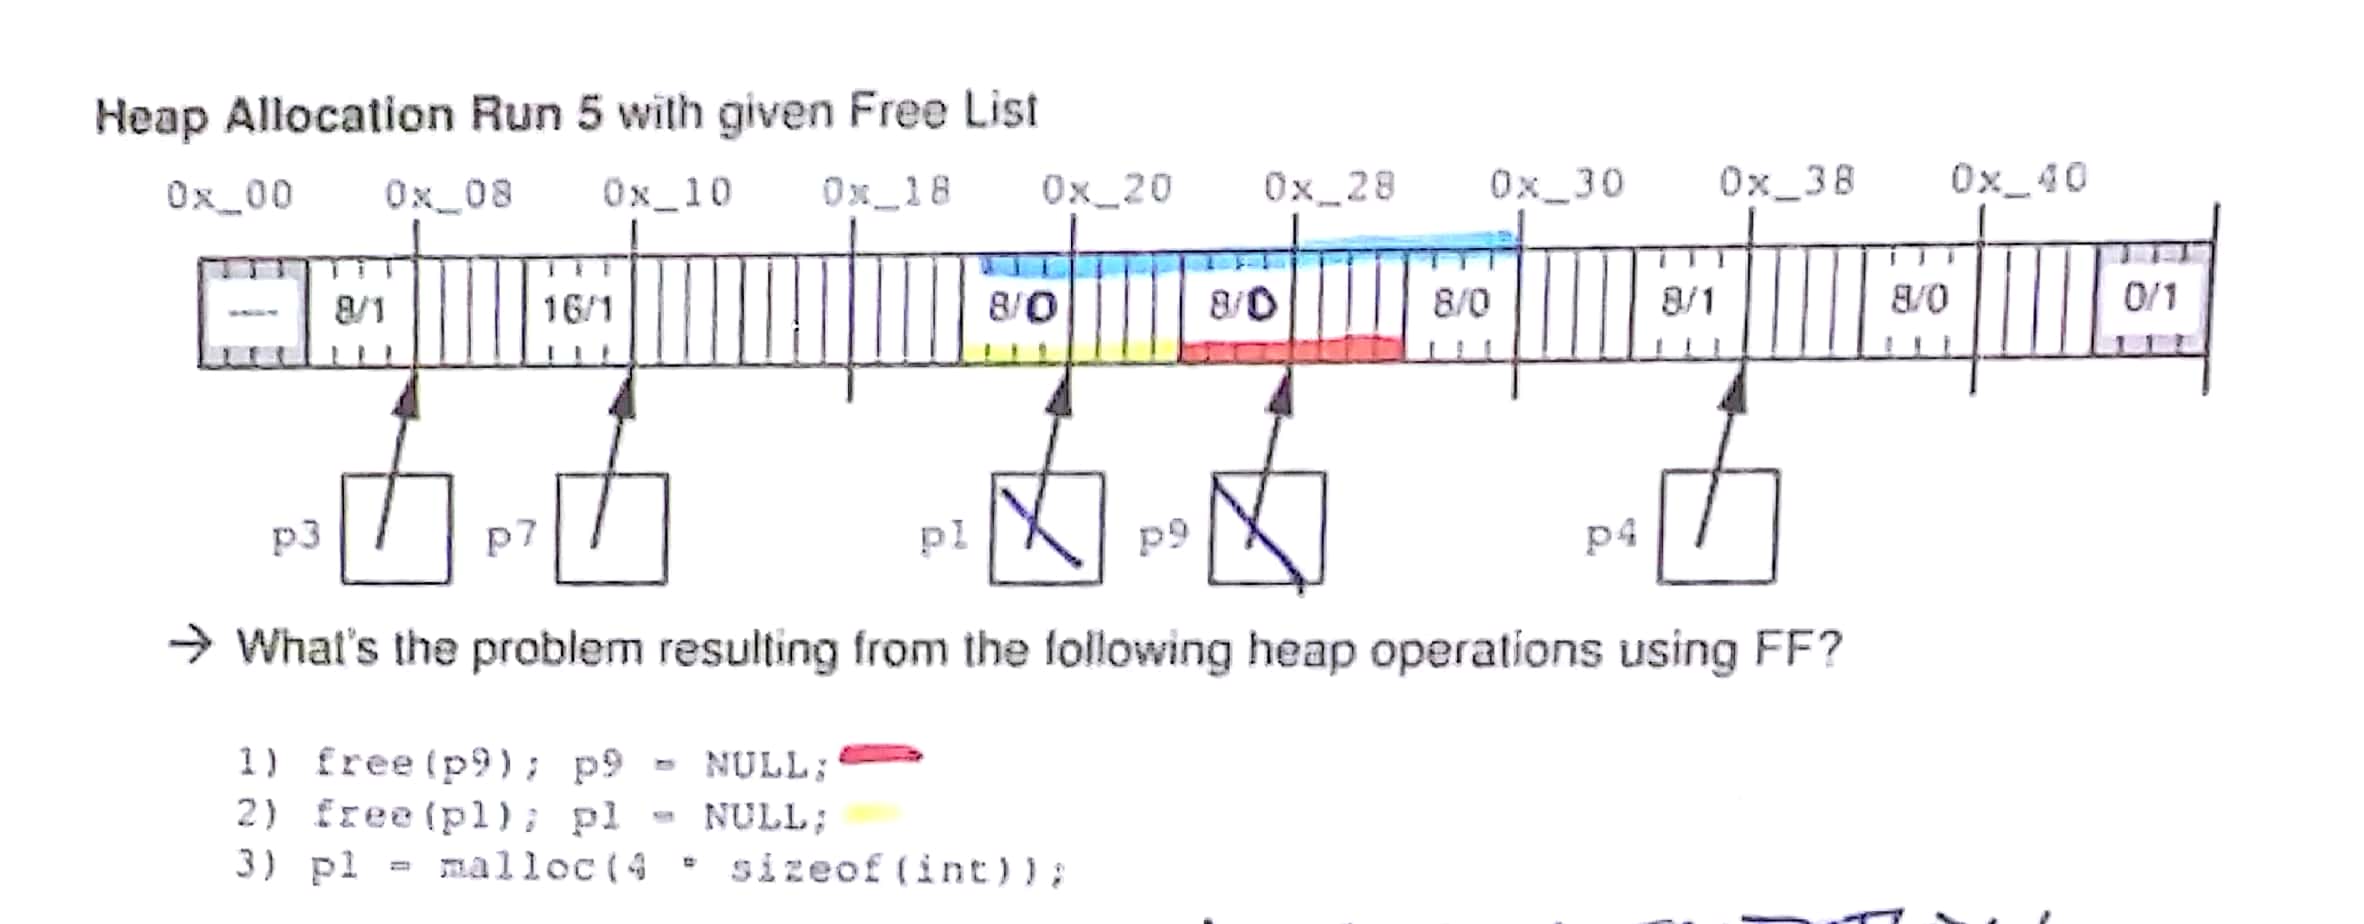 Heap Allocation Run 5 with given Free List
0x_00 0x_08 0x_10 0x_18 0x_20 0x_28 0x_30 0x_38 0x_40
8/1 16/1 8/0 8/0 8/0 8/1 8/0 0/1
p3 p7 p1 p9 p4
→ What's the problem resulting from the following heap operations using FF?
1) free(p9); p9 = NULL;
2) free(p1); p1 = NULL;
3) p1 = malloc(4 * sizeof(int));